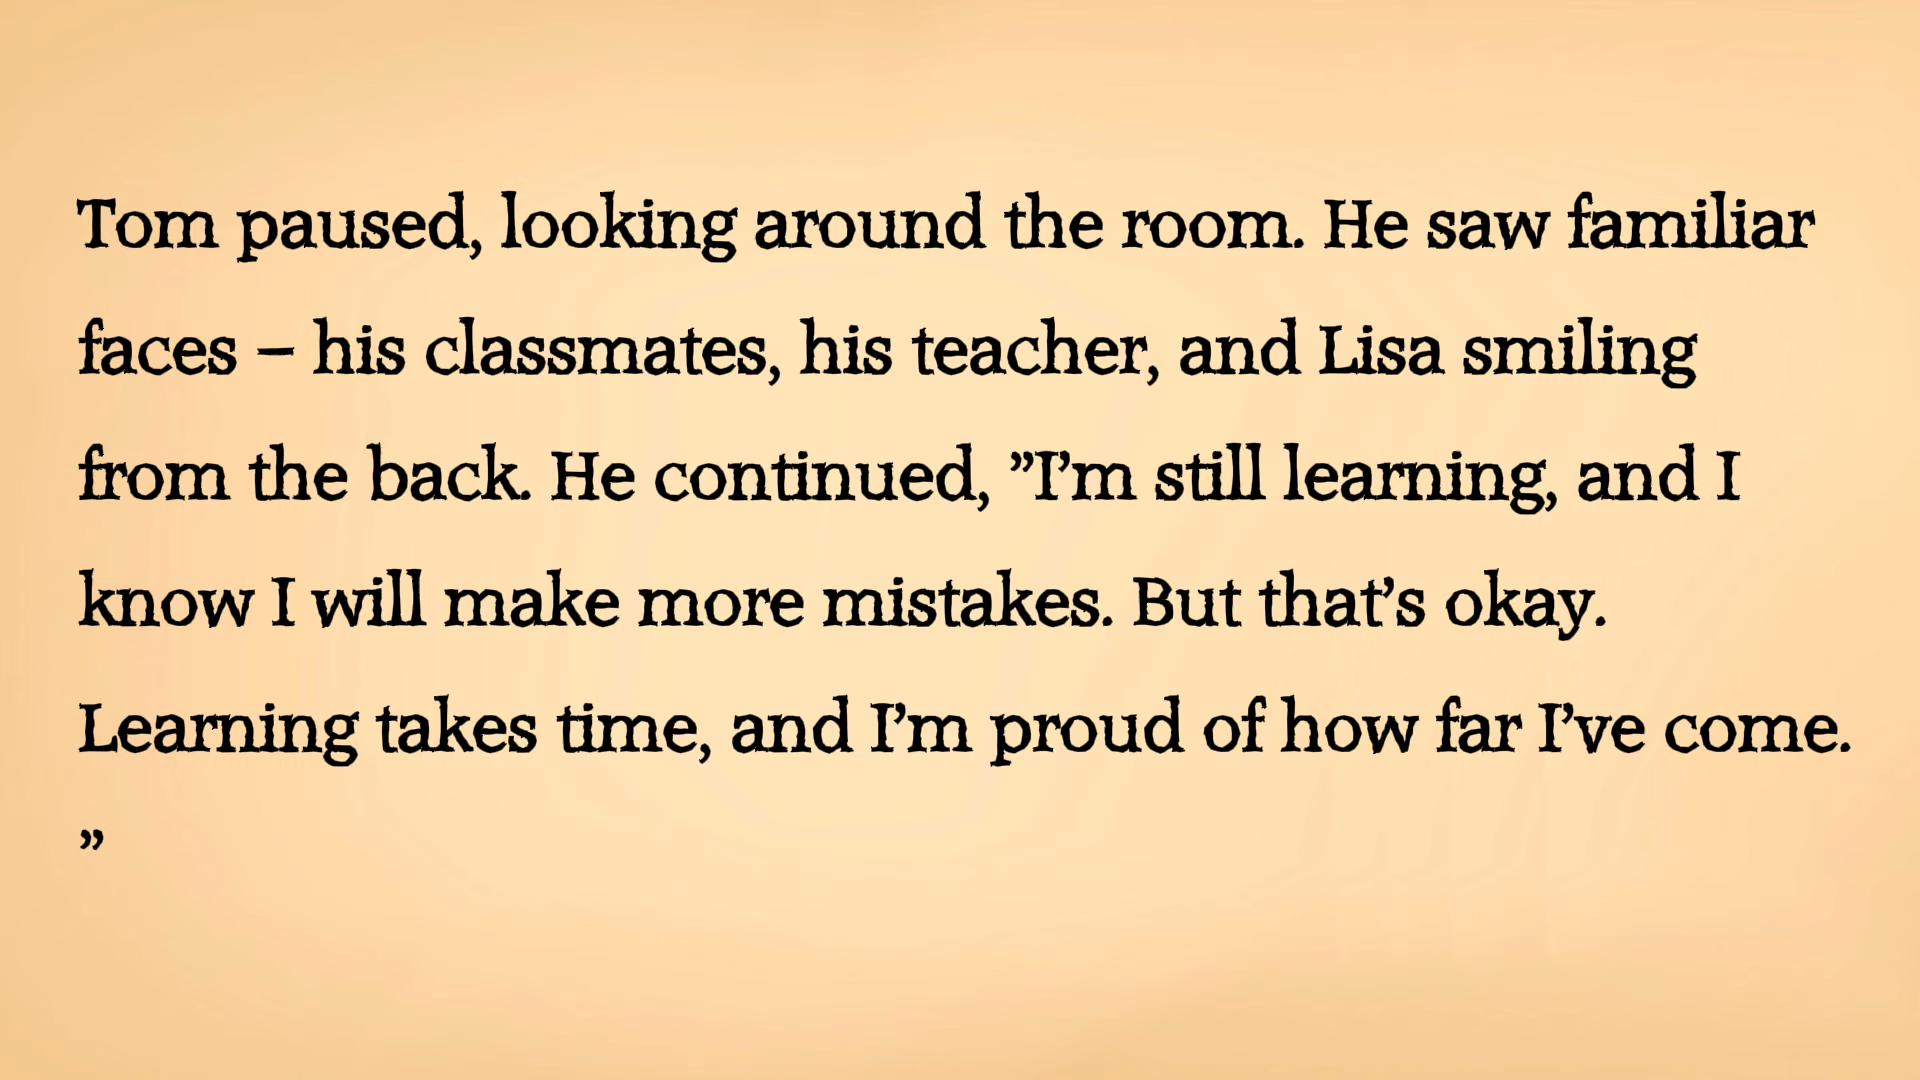 Tom paused, looking around the room. He saw familiar
faces – his classmates, his teacher, and Lisa smiling
from the back. He continued, ”I’m still learning, and I
know I will make more mistakes. But that’s okay.
Learning takes time, and I’m proud of how far I’ve come.
”